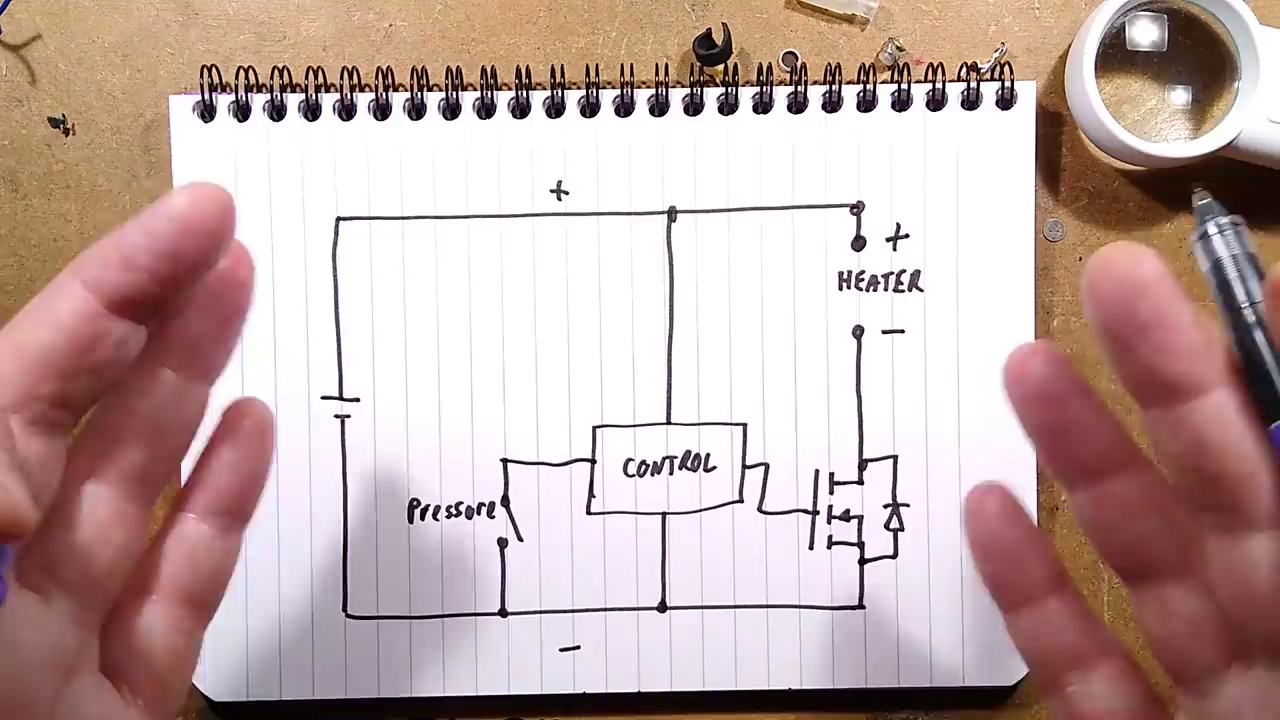 +
+
HEATER
−
CONTROL
Pressure
−